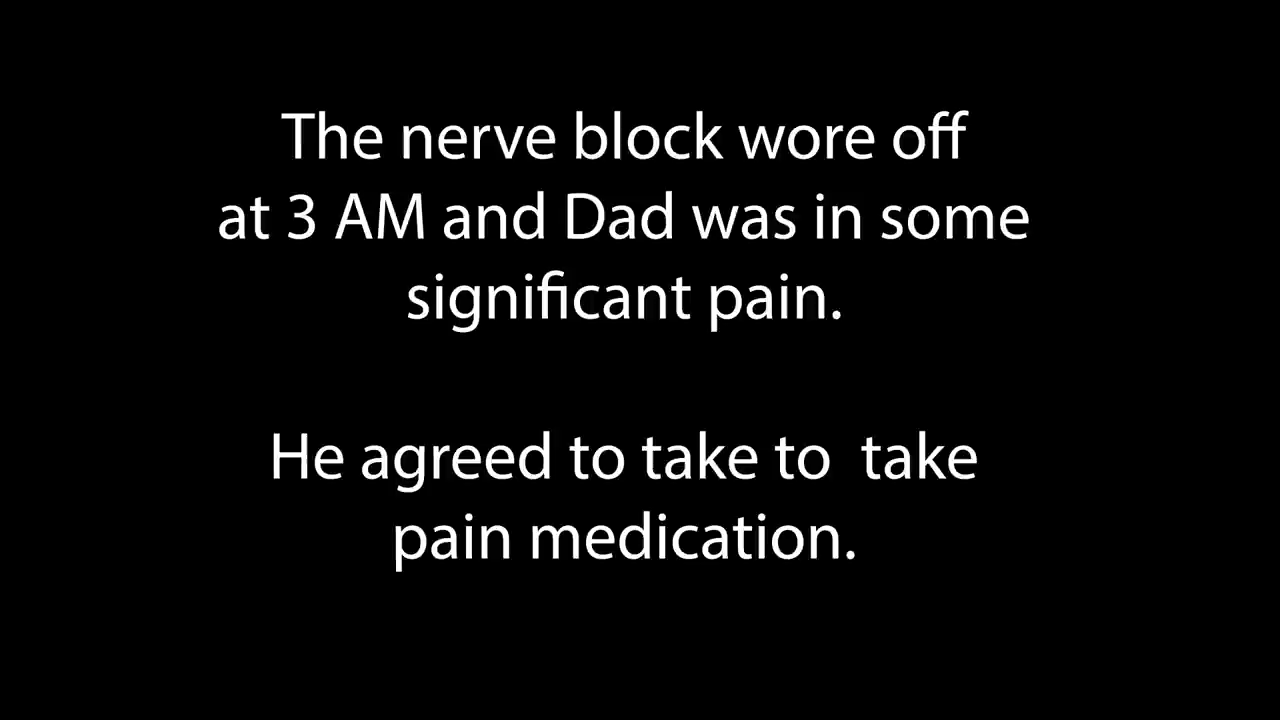 The nerve block wore off
at 3 AM and Dad was in some
significant pain.
He agreed to take to  take
pain medication.